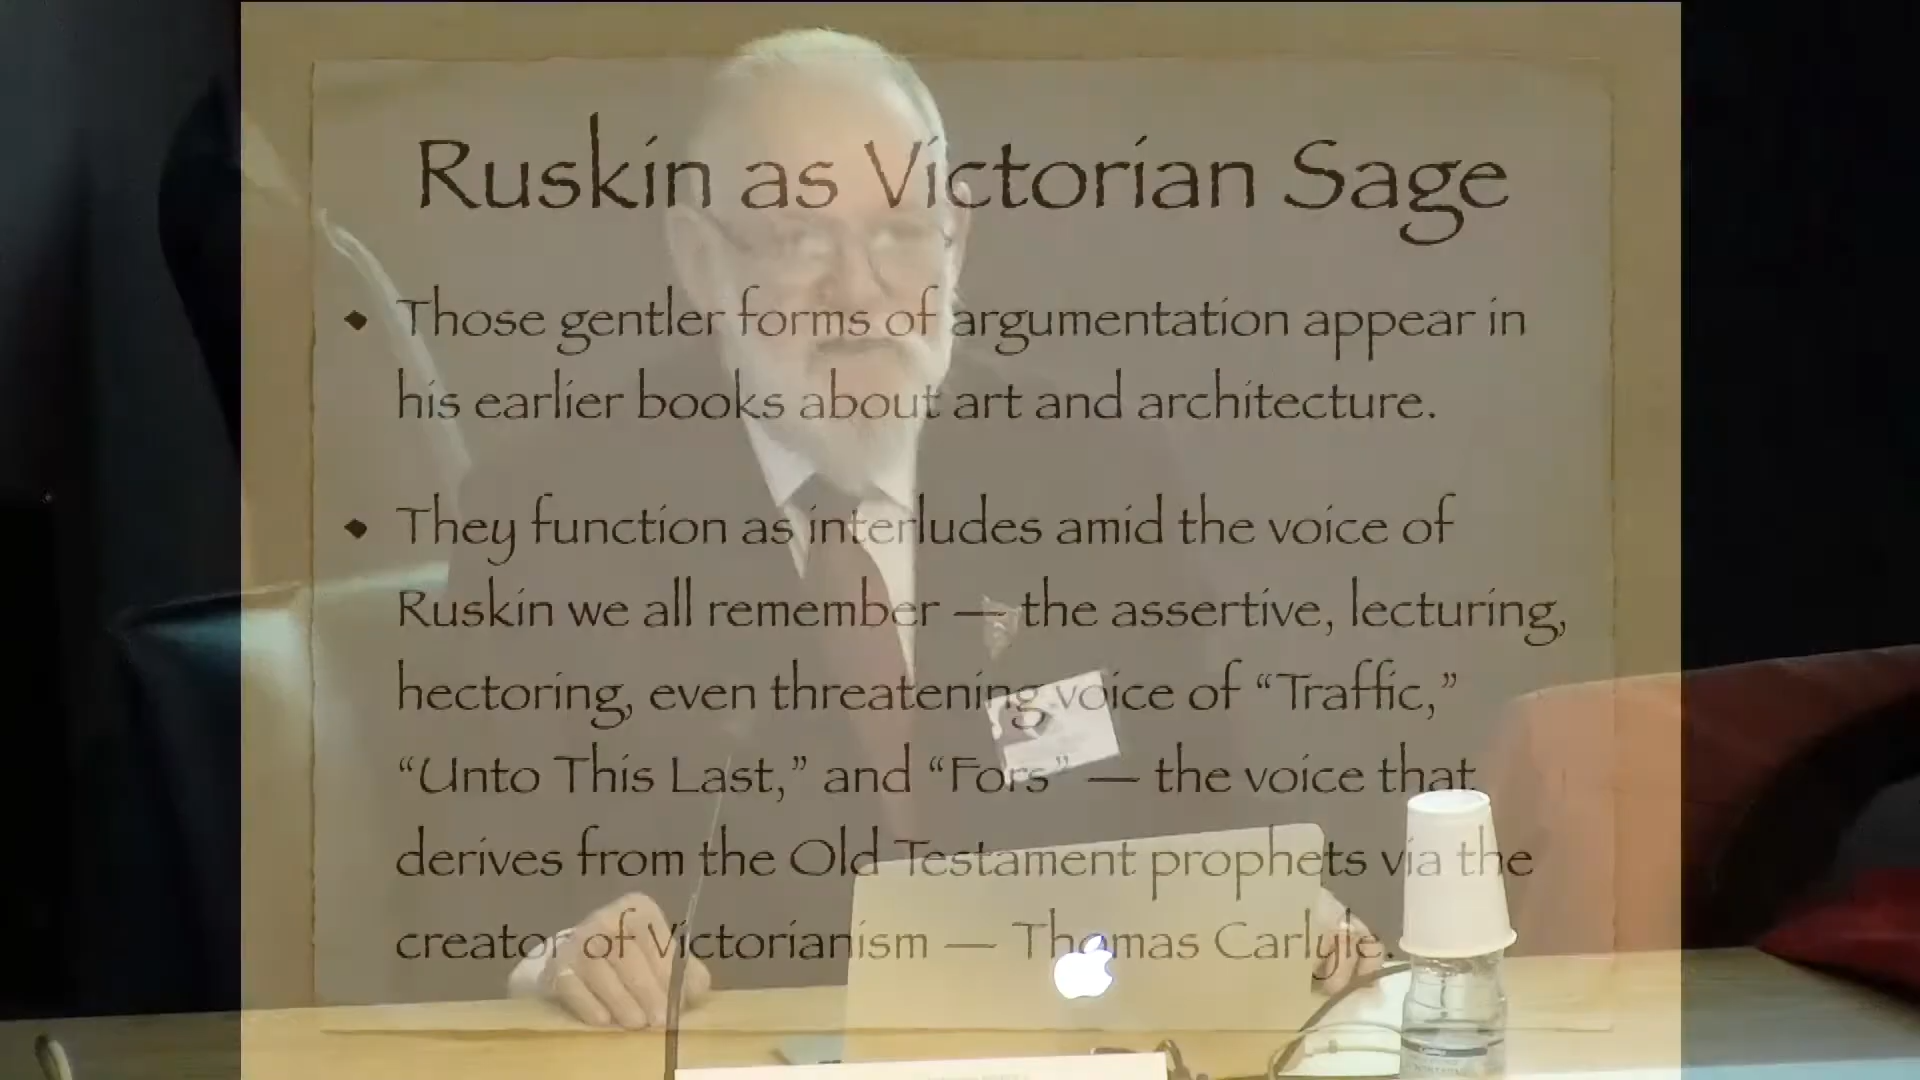 Ruskin as Victorian Sage
Those gentler forms of argumentation appear in
his earlier books about art and architecture.
They function as interludes amid the voice of
Ruskin we all remember — the assertive, lecturing,
hectoring, even threatening voice of “Traffic,”
“Unto This Last,” and “Fors” — the voice that
derives from the Old Testament prophets via the
creator of Victorianism — Thomas Carlyle.